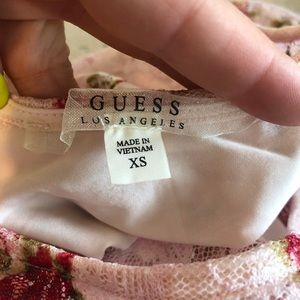 GUESS
LOS ANGELES
MADE IN
VIETNAM
XS